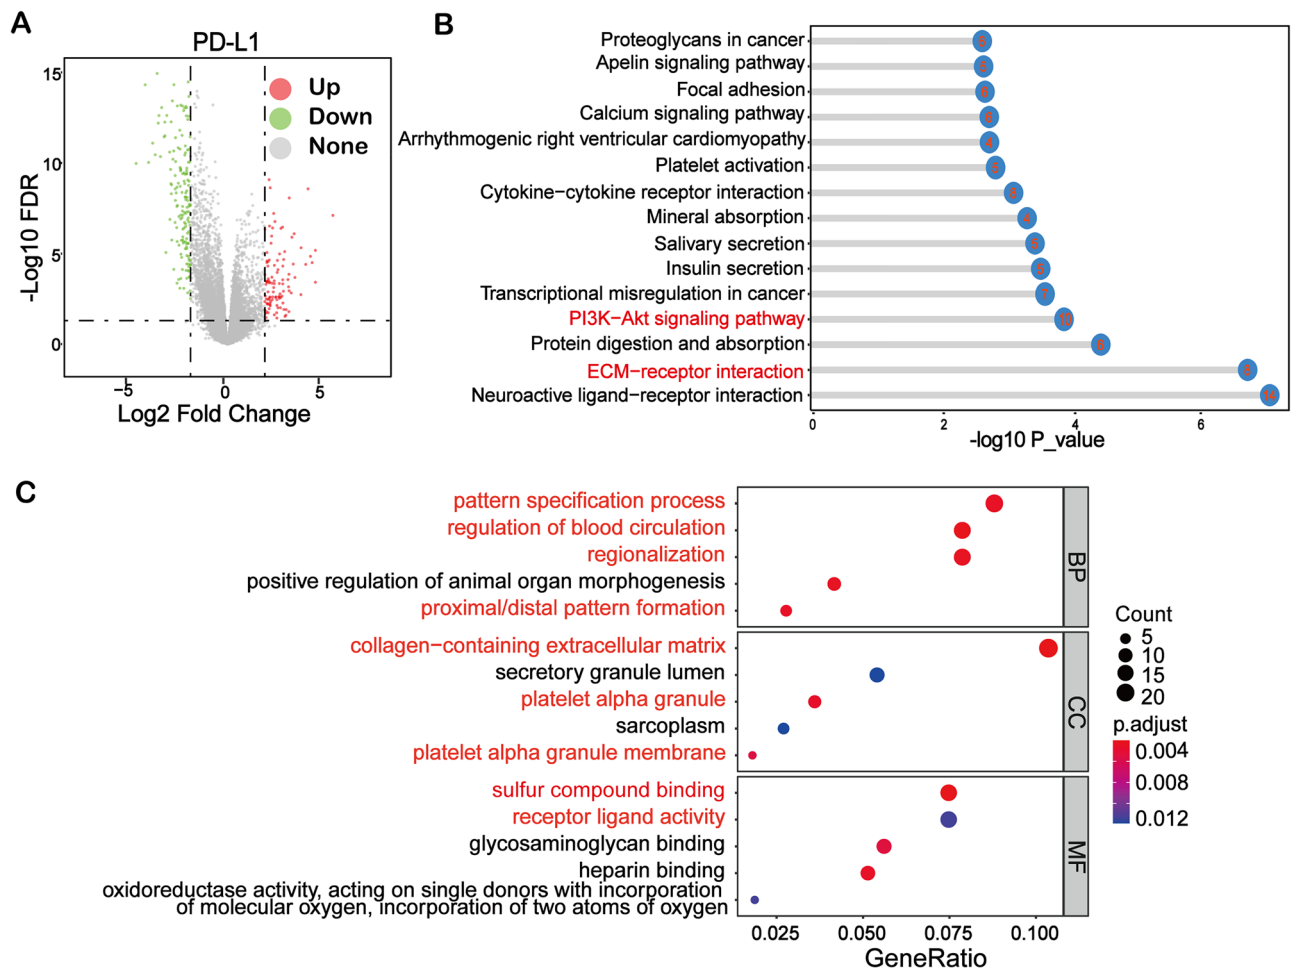 A
PD-L1
15
10
5
0
-Log10 FDR
Up
Down
None
−5
0
5
Log2 Fold Change
B
Proteoglycans in cancer
Apelin signaling pathway
Focal adhesion
Calcium signaling pathway
Arrhythmogenic right ventricular cardiomyopathy
Platelet activation
Cytokine−cytokine receptor interaction
Mineral absorption
Salivary secretion
Insulin secretion
Transcriptional misregulation in cancer
PI3K−Akt signaling pathway
Protein digestion and absorption
ECM−receptor interaction
Neuroactive ligand−receptor interaction
4
4
7
14
0
2
4
6
-log10 P_value
C
pattern specification process
regulation of blood circulation
regionalization
positive regulation of animal organ morphogenesis
proximal/distal pattern formation
BP
collagen−containing extracellular matrix
secretory granule lumen
platelet alpha granule
sarcoplasm
platelet alpha granule membrane
CC
sulfur compound binding
receptor ligand activity
glycosaminoglycan binding
heparin binding
oxidoreductase activity, acting on single donors with incorporation
of molecular oxygen, incorporation of two atoms of oxygen
MF
0.025
0.050
0.075
0.100
GeneRatio
Count
5
10
15
20
p.adjust
0.004
0.008
0.012